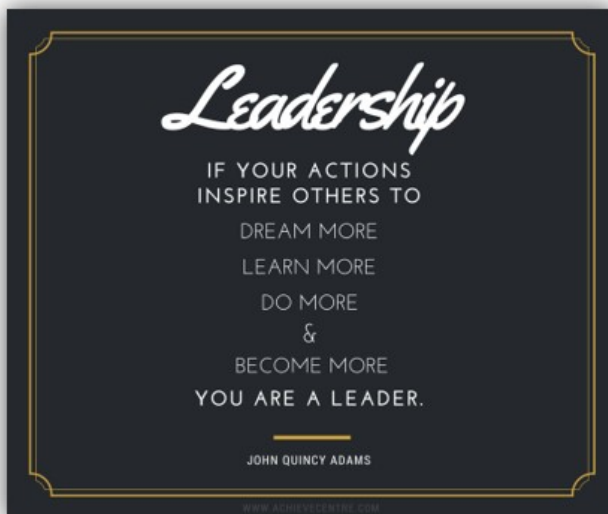 Leadership
IF YOUR ACTIONS
INSPIRE OTHERS TO
DREAM MORE
LEARN MORE
DO MORE
&
BECOME MORE
YOU ARE A LEADER.
JOHN QUINCY ADAMS
WWW.ACHIEVECENTRE.COM